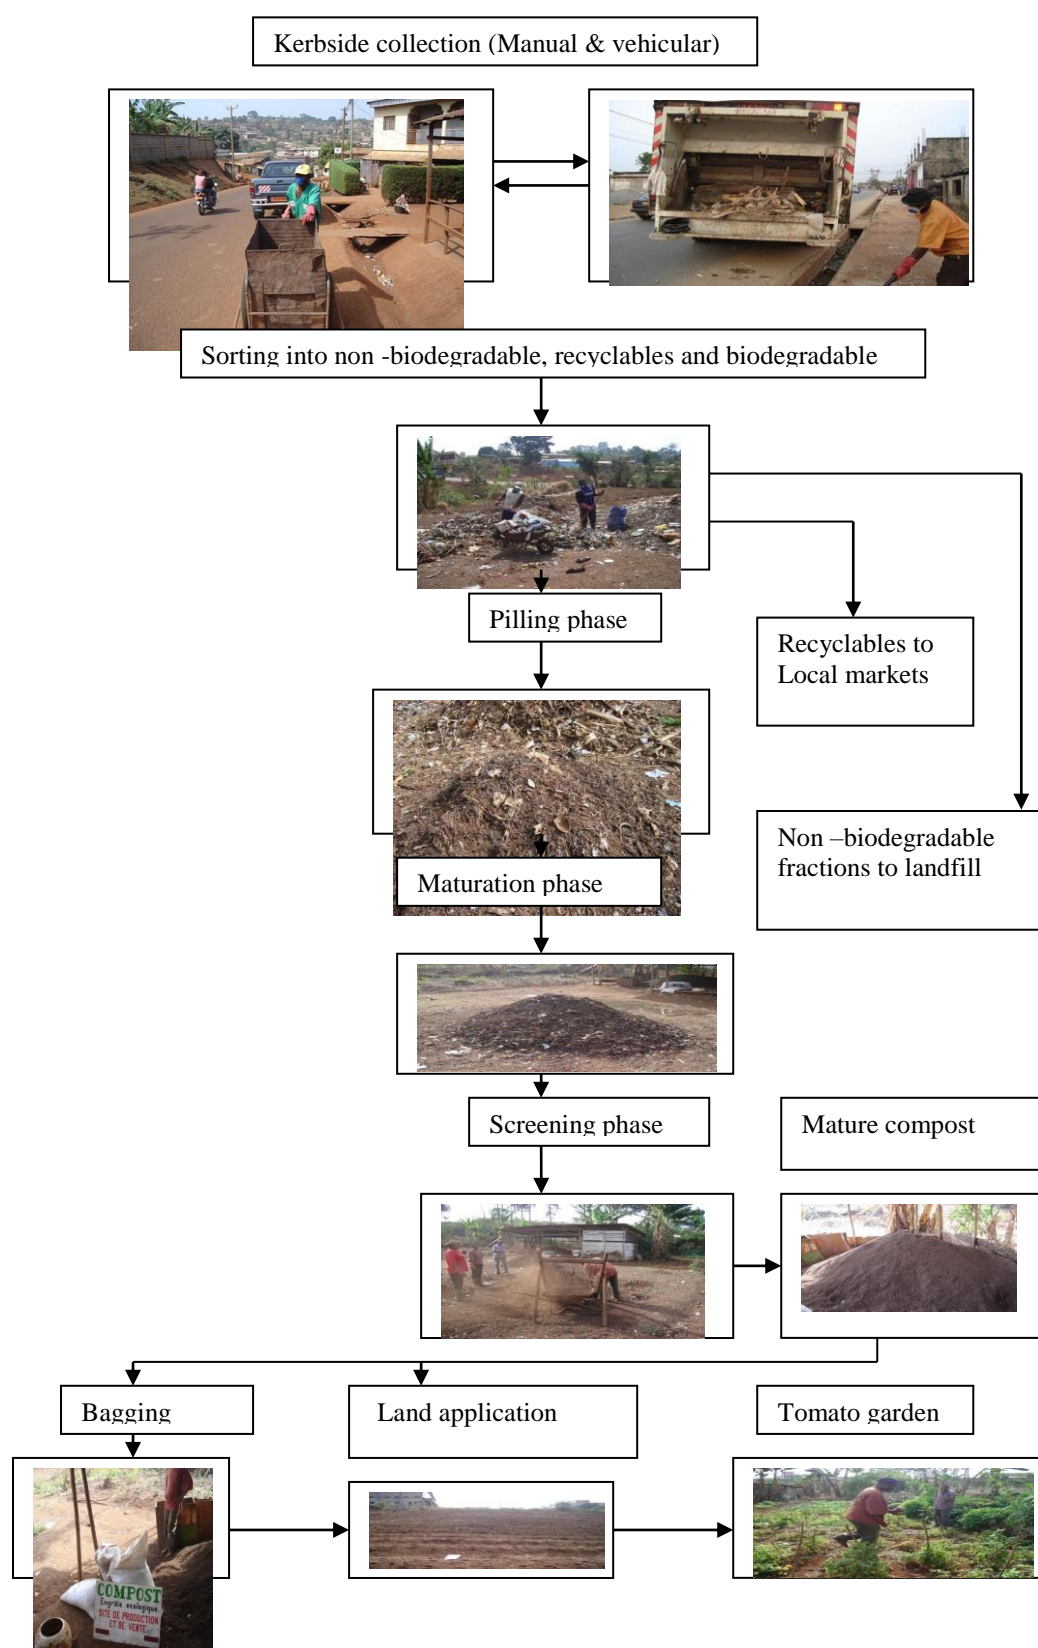 Kerbside collection (Manual & vehicular)
Sorting into non -biodegradable, recyclables and biodegradable
Pilling phase
Recyclables to
Local markets
Non –biodegradable
fractions to landfill
Maturation phase
Screening phase
Mature compost
Bagging
Land application
Tomato garden
COMPOST
Engrais ecologique
SITE DE PRODUCTION
ET DE VENTE